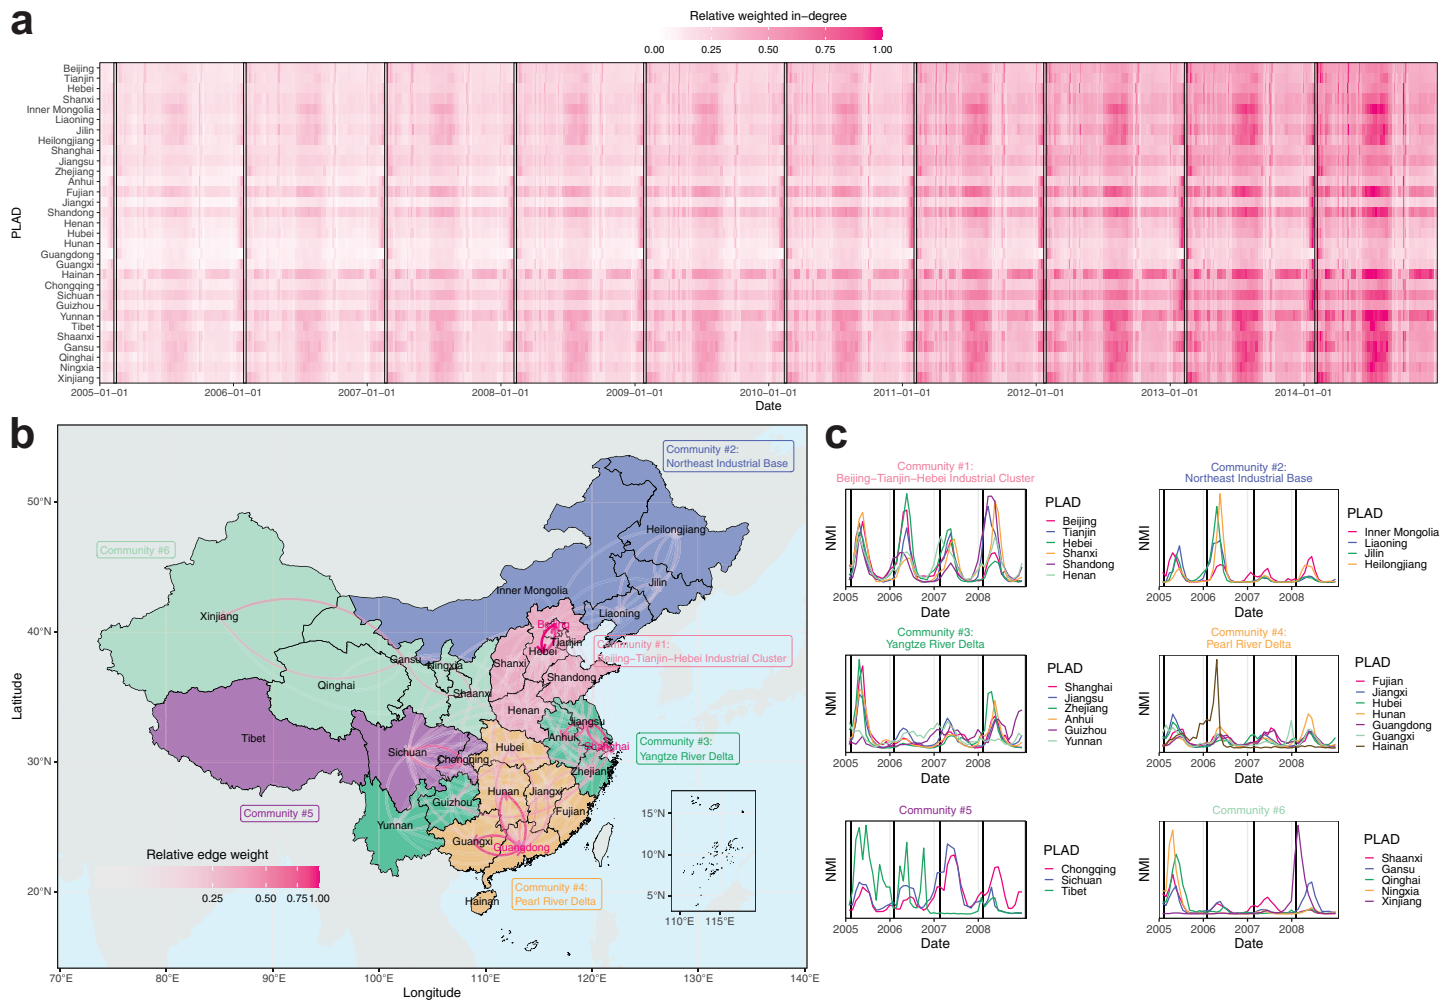 a
Relative weighted in−degree
0.00 0.25 0.50 0.75 1.00
PLAD
Beijing
Tianjin
Hebei
Shanxi
Inner Mongolia
Liaoning
Jilin
Heilongjiang
Shanghai
Jiangsu
Zhejiang
Anhui
Fujian
Jiangxi
Shandong
Henan
Hubei
Hunan
Guangdong
Guangxi
Hainan
Chongqing
Sichuan
Guizhou
Yunnan
Tibet
Shaanxi
Gansu
Qinghai
Ningxia
Xinjiang
2005−01−01 2006−01−01 2007−01−01 2008−01−01 2009−01−01 2010−01−01 2011−01−01 2012−01−01 2013−01−01 2014−01−01
Date
b
Latitude
50°N
40°N
30°N
20°N
Community #2:
Northeast Industrial Base
Community #6
Heilongjiang
Jilin
Inner Mongolia
Liaoning
Xinjiang
Beijing
Tianjin
Hebei
Community #1:
Beijing−Tianjin−Hebei Industrial Cluster
Gansu
Ningxia
Shanxi
Shandong
Qinghai
Shaanxi
Henan
Jiangsu
Tibet
Anhui
Shanghai
Community #3:
Yangtze River Delta
Sichuan
Chongqing
Hubei
Zhejiang
Guizhou
Hunan
Jiangxi
Community #5
Yunnan
Fujian
Guangxi
Guangdong
Relative edge weight
0.25 0.50 0.75 1.00
Community #4:
Pearl River Delta
Hainan
15°N
10°N
5°N
110°E 115°E
70°E 80°E 90°E 100°E 110°E 120°E 130°E 140°E
Longitude
c
Community #1:
Beijing−Tianjin−Hebei Industrial Cluster
NMI
2005 2006 2007 2008
Date
PLAD
Beijing
Tianjin
Hebei
Shanxi
Shandong
Henan
Community #2:
Northeast Industrial Base
NMI
2005 2006 2007 2008
Date
PLAD
Inner Mongolia
Liaoning
Jilin
Heilongjiang
Community #3:
Yangtze River Delta
NMI
2005 2006 2007 2008
Date
PLAD
Shanghai
Jiangsu
Zhejiang
Anhui
Guizhou
Yunnan
Community #4:
Pearl River Delta
NMI
2005 2006 2007 2008
Date
PLAD
Fujian
Jiangxi
Hubei
Hunan
Guangdong
Guangxi
Hainan
Community #5
NMI
2005 2006 2007 2008
Date
PLAD
Chongqing
Sichuan
Tibet
Community #6
NMI
2005 2006 2007 2008
Date
PLAD
Shaanxi
Gansu
Qinghai
Ningxia
Xinjiang